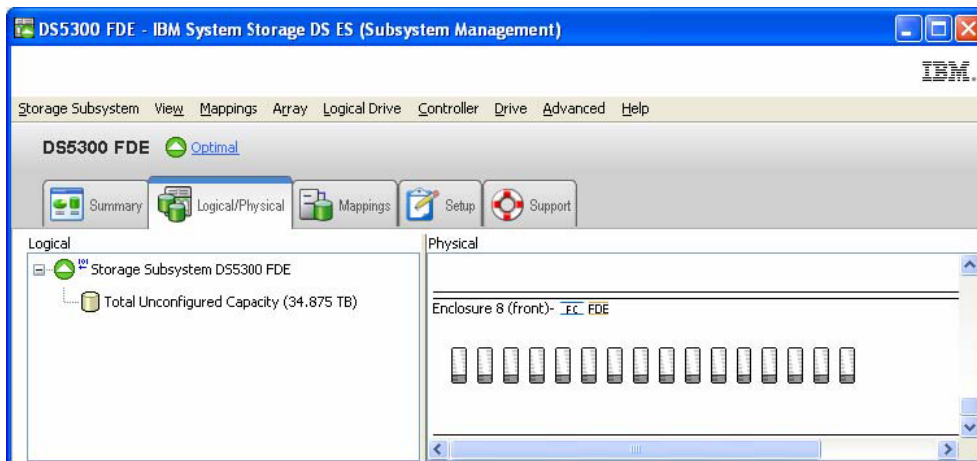 DS5300 FDE - IBM System Storage DS ES (Subsystem Management)
IBM.
Storage Subsystem View Mappings Array Logical Drive Controller Drive Advanced Help
DS5300 FDE Optimal
Summary Logical/Physical Mappings Setup Support
Logical Physical
Storage Subsystem DS5300 FDE
Total Unconfigured Capacity (34.875 TB)
Enclosure 8 (front)- FC FDE